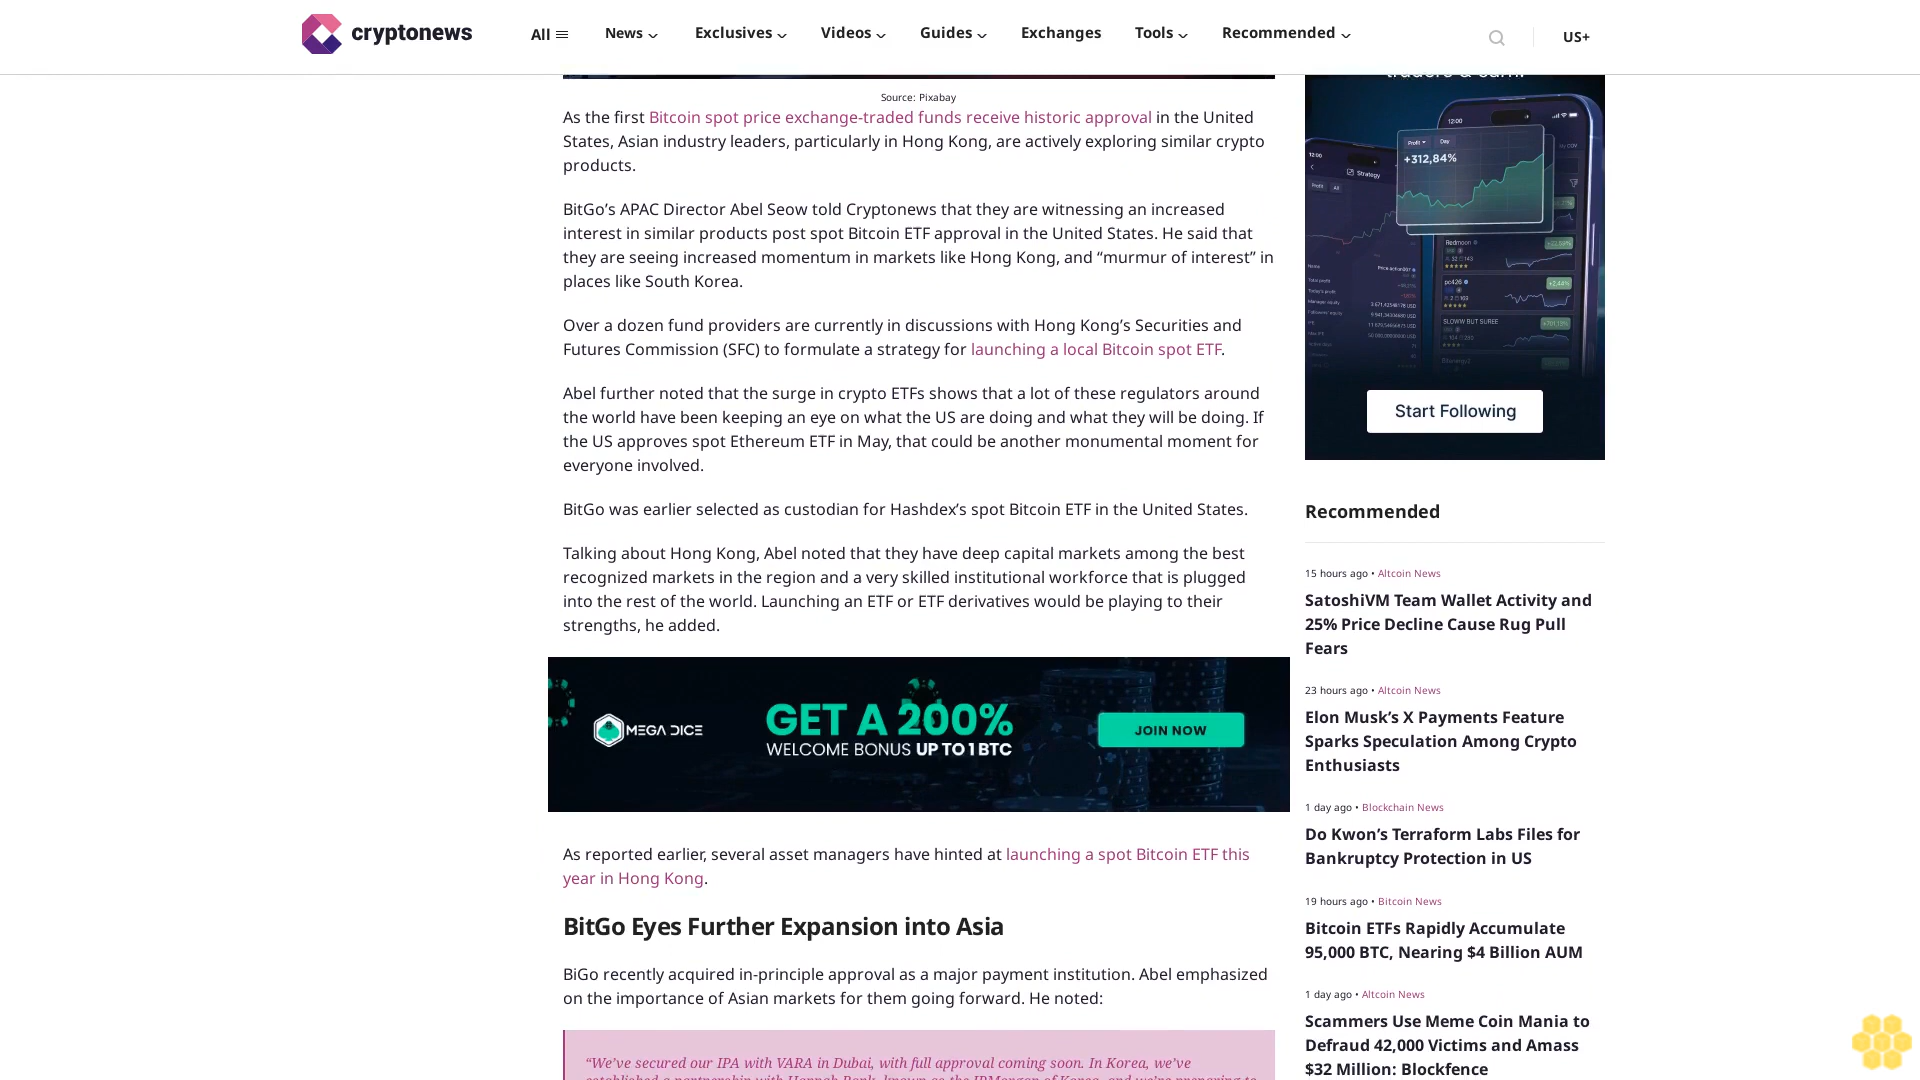 cryptonews
All
News
Exclusives
Videos
Guides
Exchanges
Tools
Recommended
US+
Source: Pixabay
As the first Bitcoin spot price exchange-traded funds receive historic approval in the United
States, Asian industry leaders, particularly in Hong Kong, are actively exploring similar crypto
products.
BitGo’s APAC Director Abel Seow told Cryptonews that they are witnessing an increased
interest in similar products post spot Bitcoin ETF approval in the United States. He said that
they are seeing increased momentum in markets like Hong Kong, and “murmur of interest” in
places like South Korea.
Over a dozen fund providers are currently in discussions with Hong Kong’s Securities and
Futures Commission (SFC) to formulate a strategy for launching a local Bitcoin spot ETF.
Abel further noted that the surge in crypto ETFs shows that a lot of these regulators around
the world have been keeping an eye on what the US are doing and what they will be doing. If
the US approves spot Ethereum ETF in May, that could be another monumental moment for
everyone involved.
BitGo was earlier selected as custodian for Hashdex’s spot Bitcoin ETF in the United States.
Talking about Hong Kong, Abel noted that they have deep capital markets among the best
recognized markets in the region and a very skilled institutional workforce that is plugged
into the rest of the world. Launching an ETF or ETF derivatives would be playing to their
strengths, he added.
MEGA DICE
GET A 200%
WELCOME BONUS UP TO 1 BTC
JOIN NOW
As reported earlier, several asset managers have hinted at launching a spot Bitcoin ETF this
year in Hong Kong.
BitGo Eyes Further Expansion into Asia
BiGo recently acquired in-principle approval as a major payment institution. Abel emphasized
on the importance of Asian markets for them going forward. He noted:
“We’ve secured our IPA with VARA in Dubai, with full approval coming soon. In Korea, we’ve
12:00
Profit
Day
+312,84%
12:00
Strategy
Profit
All
Redmoon
pc426
+2,44%
SLOWW BUT SUREE
Start Following
Recommended
15 hours ago • Altcoin News
SatoshiVM Team Wallet Activity and
25% Price Decline Cause Rug Pull
Fears
23 hours ago • Altcoin News
Elon Musk’s X Payments Feature
Sparks Speculation Among Crypto
Enthusiasts
1 day ago • Blockchain News
Do Kwon’s Terraform Labs Files for
Bankruptcy Protection in US
19 hours ago • Bitcoin News
Bitcoin ETFs Rapidly Accumulate
95,000 BTC, Nearing $4 Billion AUM
1 day ago • Altcoin News
Scammers Use Meme Coin Mania to
Defraud 42,000 Victims and Amass
$32 Million: Blockfence